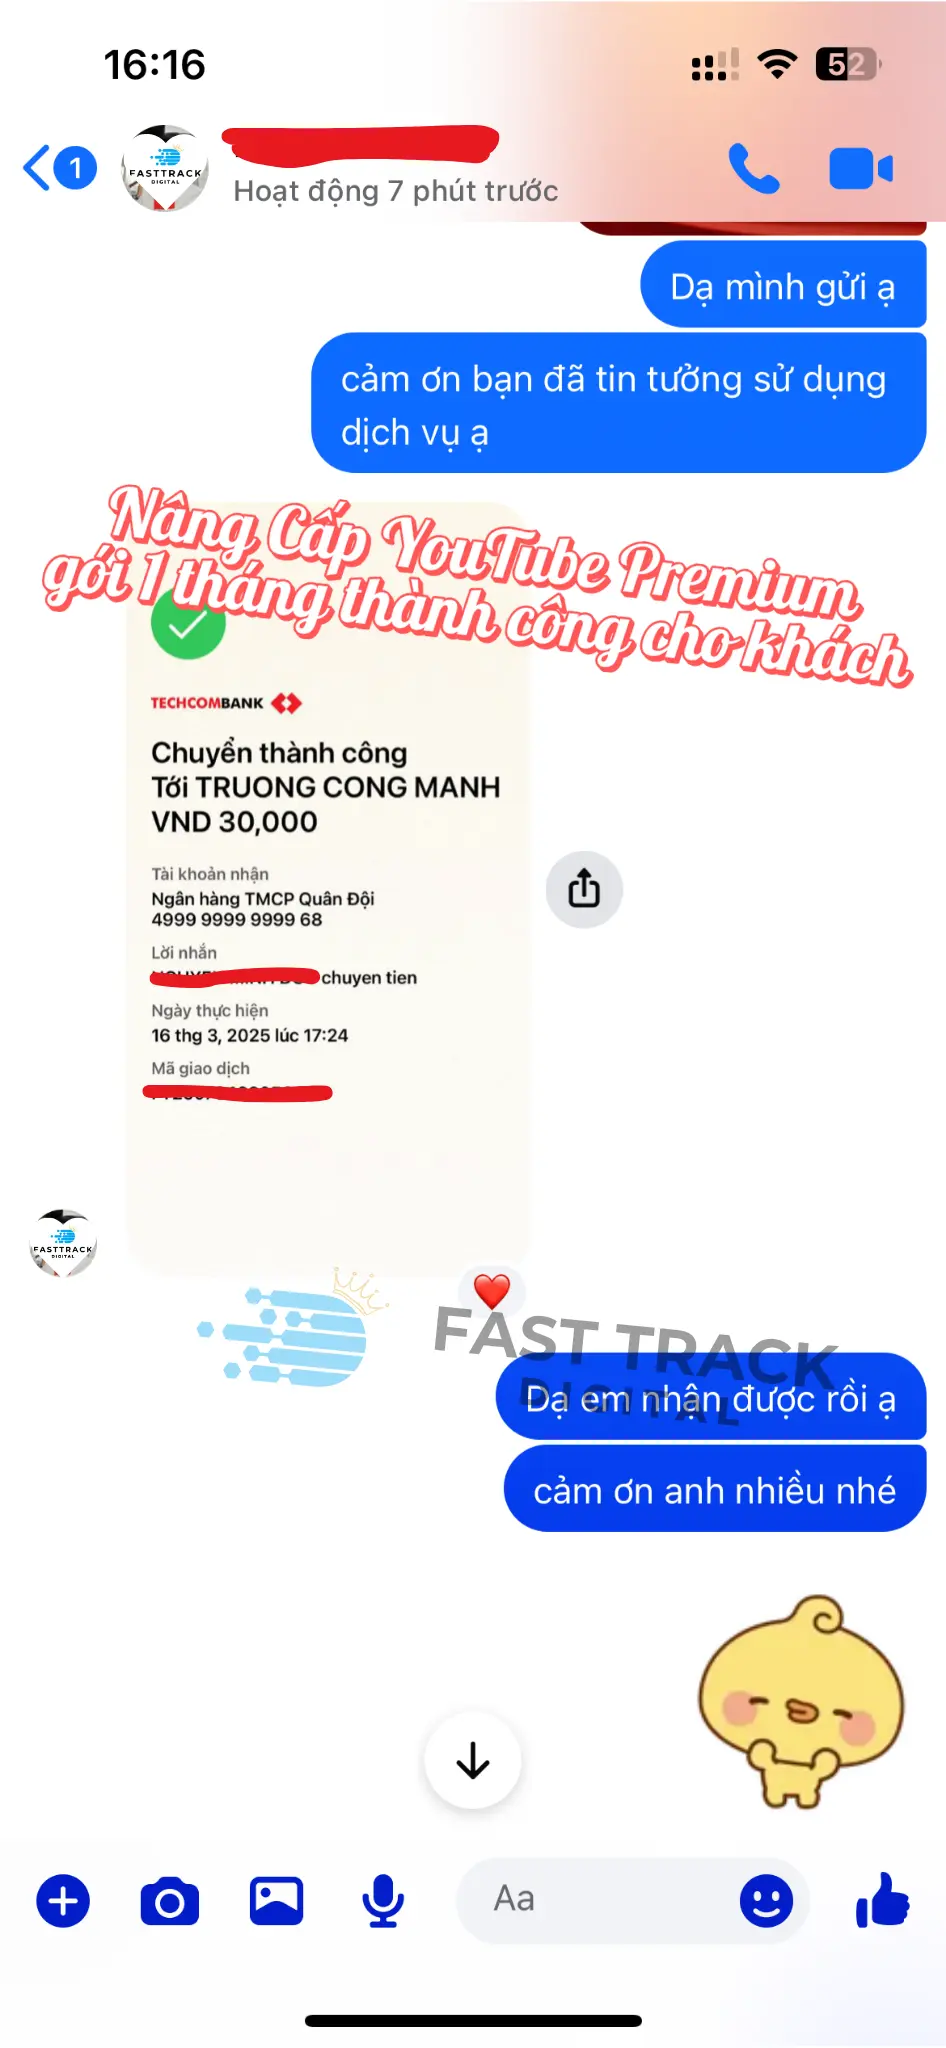 16:16
52
1
FASTTRACK
DIGITAL
Hoạt động 7 phút trước
Dạ mình gửi ạ
cảm ơn bạn đã tin tưởng sử dụng
dịch vụ ạ
Nâng Cấp YouTube Premium
gói 1 tháng thành công cho khách
TECHCOMBANK
Chuyển thành công
Tới TRUONG CONG MANH
VND 30,000
Tài khoản nhận
Ngân hàng TMCP Quân Đội
4999 9999 9999 68
Lời nhắn
chuyen tien
Ngày thực hiện
16 thg 3, 2025 lúc 17:24
Mã giao dịch
FASTTRACK
DIGITAL
FAST TRACK
DIGITAL
Dạ em nhận được rồi ạ
cảm ơn anh nhiều nhé
Aa